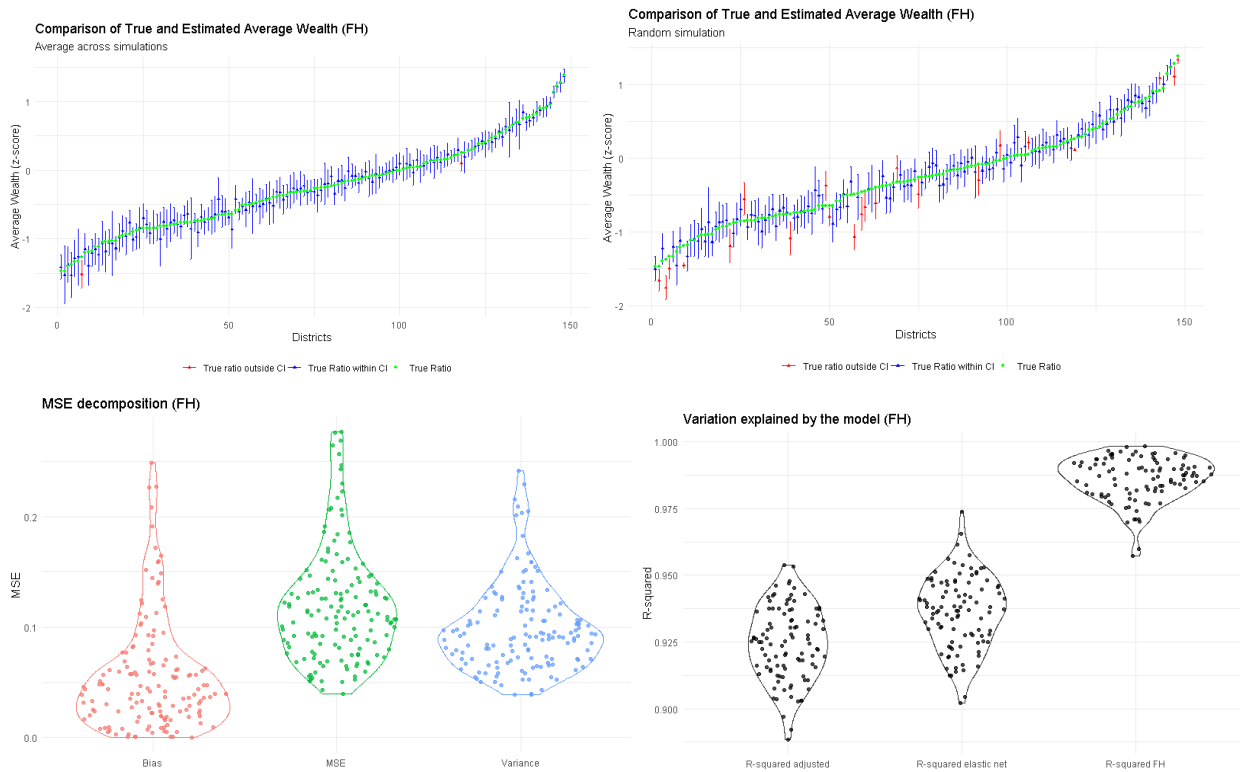 Comparison of True and Estimated Average Wealth (FH)
Average across simulations
Average Wealth (z-score)
1
0
-1
-2
0
50
100
150
Districts
True ratio outside CI
True Ratio within CI
True Ratio
Comparison of True and Estimated Average Wealth (FH)
Random simulation
Average Wealth (z-score)
1
0
-1
-2
0
50
100
150
Districts
True ratio outside CI
True Ratio within CI
True Ratio
MSE decomposition (FH)
MSE
0.2
0.1
0.0
Bias
MSE
Variance
Variation explained by the model (FH)
R-squared
1.000
0.975
0.950
0.925
0.900
R-squared adjusted
R-squared elastic net
R-squared FH